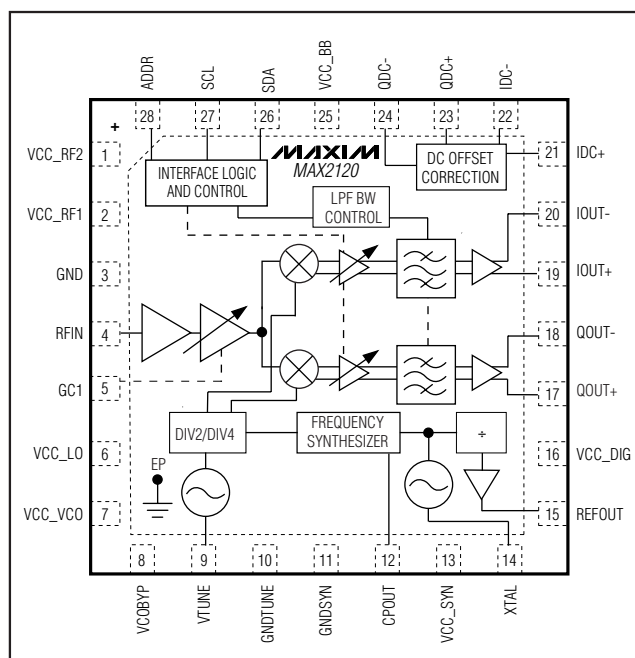 ADDR
SCL
SDA
VCC_BB
QDC-
QDC+
IDC-
28
27
26
25
24
23
22
+
VCC_RF2
1
VCC_RF1
2
GND
3
RFIN
4
GC1
5
VCC_LO
6
VCC_VCO
7
INTERFACE LOGIC
AND CONTROL
MAXIM
MAX2120
DC OFFSET
CORRECTION
LPF BW
CONTROL
DIV2/DIV4
FREQUENCY
SYNTHESIZER
÷
EP
21
IDC+
20
IOUT-
19
IOUT+
18
QOUT-
17
QOUT+
16
VCC_DIG
15
REFOUT
8
9
10
11
12
13
14
VCOBYP
VTUNE
GNDTUNE
GNDSYN
CPOUT
VCC_SYN
XTAL